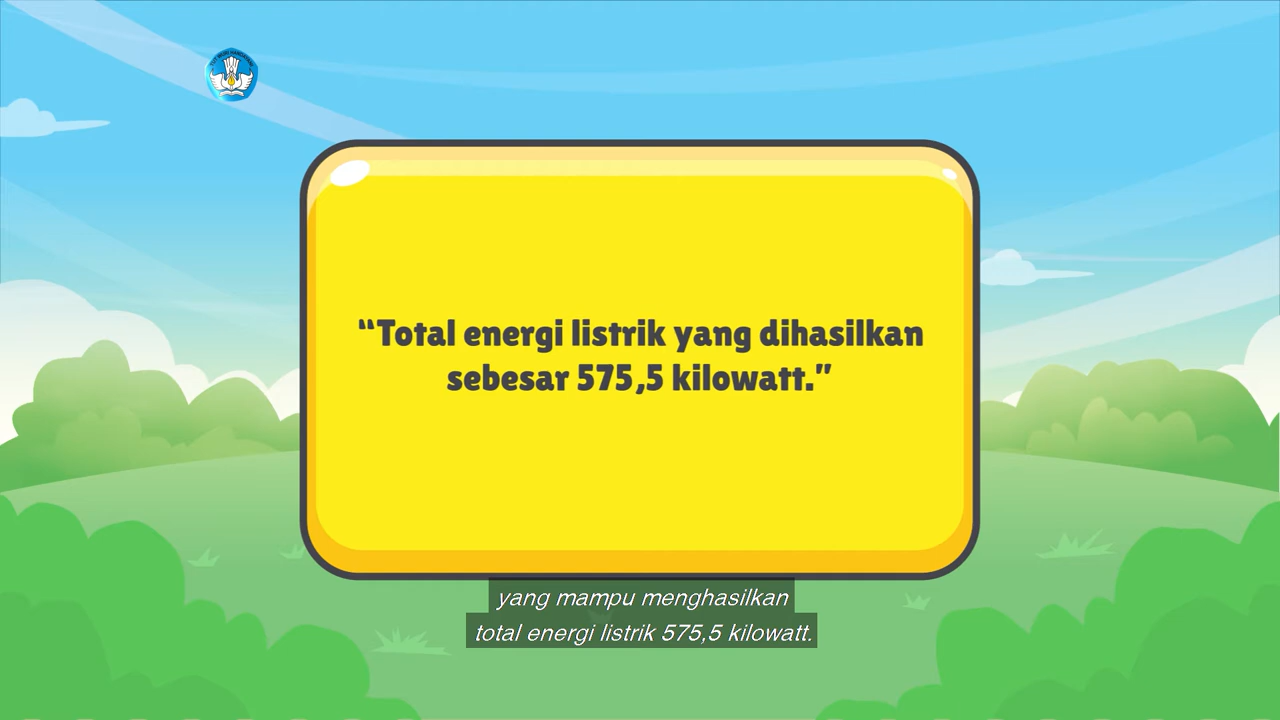 “Total energi listrik yang dihasilkan
sebesar 575,5 kilowatt.”
yang mampu menghasilkan
total energi listrik 575,5 kilowatt.